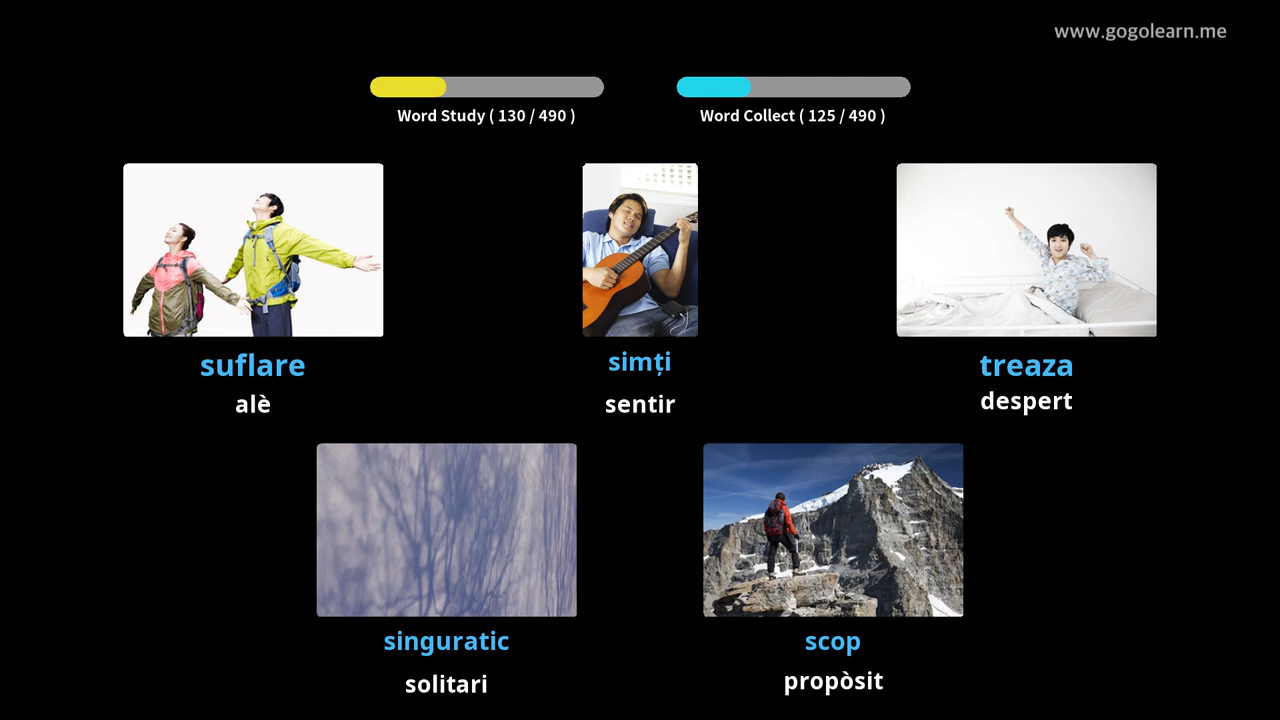 www.gogolearn.me
Word Study ( 130 / 490 )
Word Collect ( 125 / 490 )
suflare
simți
treaza
alè
sentir
despert
singuratic
scop
solitari
propòsit